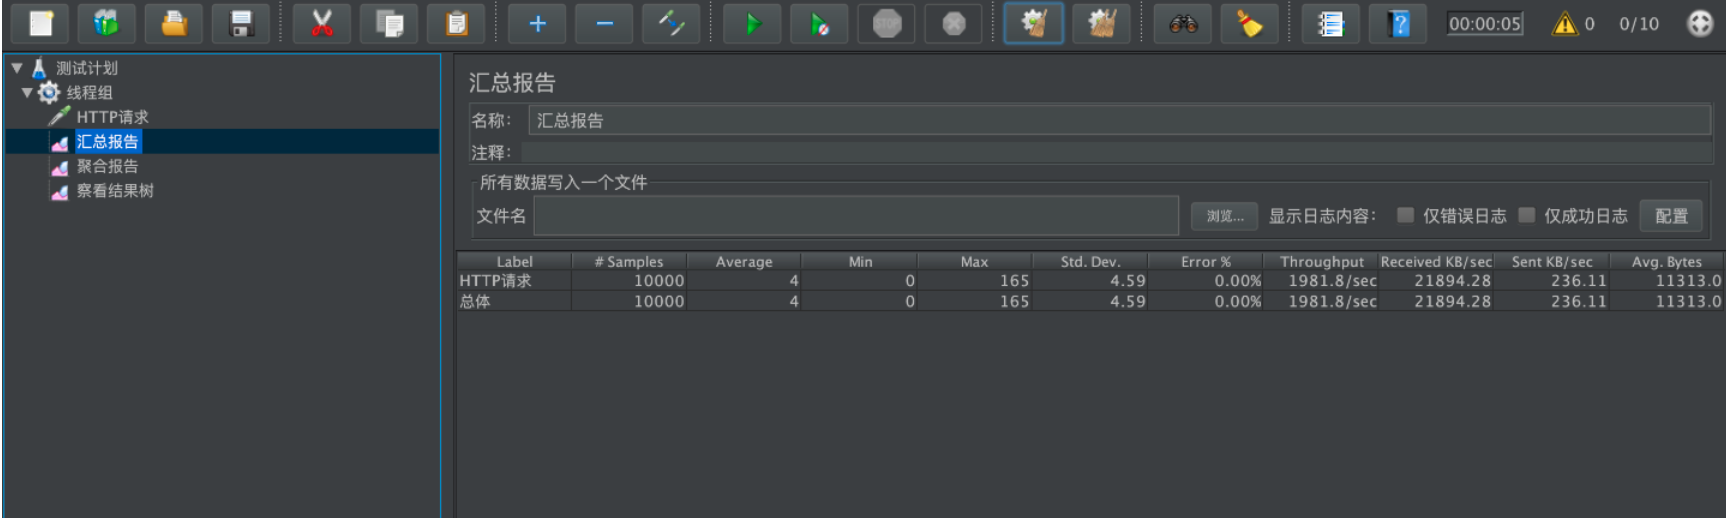 STOP 00:00:05 0 0/10
测试计划
线程组
HTTP请求
汇总报告
聚合报告
察看结果树
汇总报告
名称： 汇总报告
注释：
所有数据写入一个文件
文件名 浏览... 显示日志内容： 仅错误日志 仅成功日志 配置
Label # Samples Average Min Max Std. Dev. Error % Throughput Received KB/sec Sent KB/sec Avg. Bytes
HTTP请求 10000 4 0 165 4.59 0.00% 1981.8/sec 21894.28 236.11 11313.0
总体 10000 4 0 165 4.59 0.00% 1981.8/sec 21894.28 236.11 11313.0